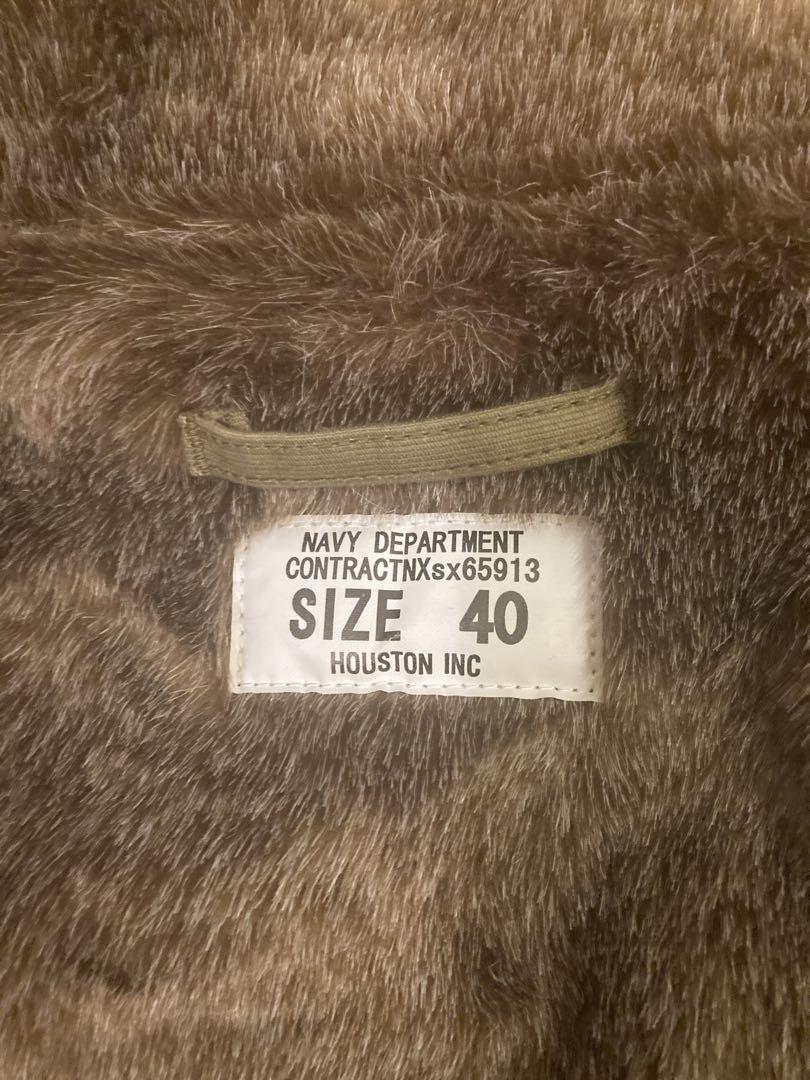 NAVY DEPARTMENT
CONTRACTNXsx65913
SIZE 40
HOUSTON INC